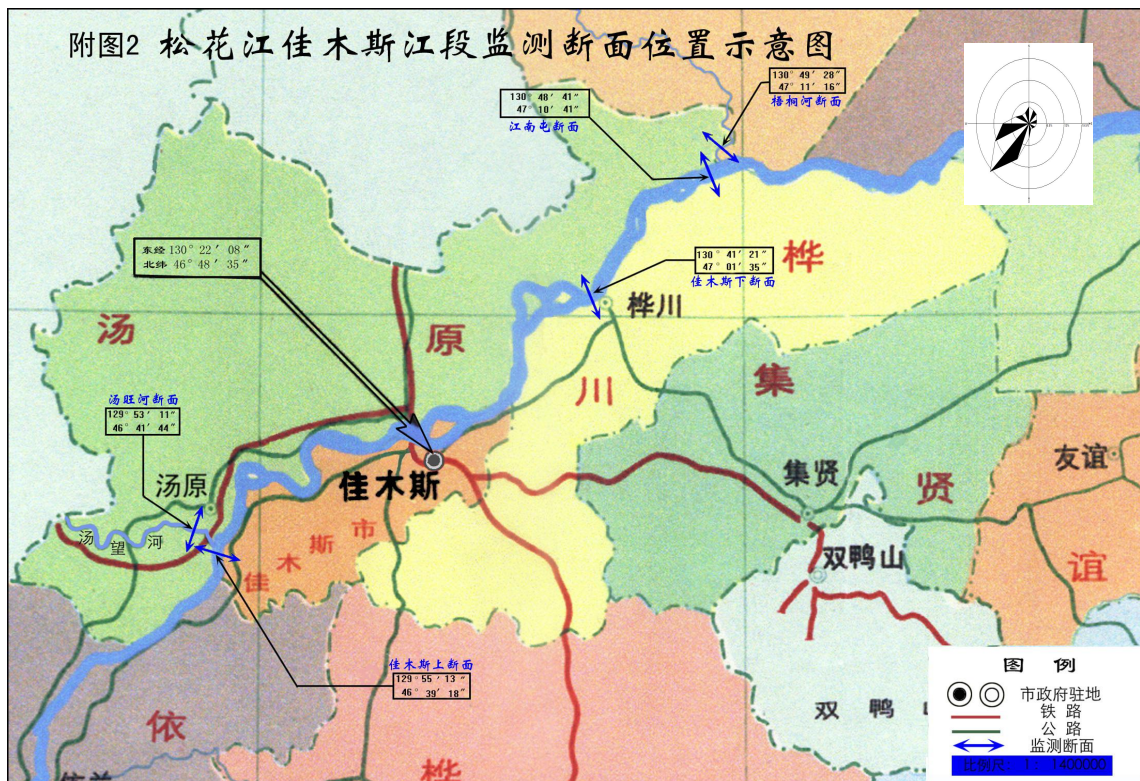 附图2 松花江佳木斯江段监测断面位置示意图
130° 49′ 28″
47° 11′ 16″
梧桐河断面
130° 48′ 41″
47° 10′ 41″
江南屯断面
东经 130° 22′ 08″
北纬 46° 48′ 35″
130° 41′ 21″
47° 01′ 35″
佳木斯下断面
桦
桦川
汤
原
川
集
汤旺河断面
129° 53′ 11″
46° 41′ 44″
佳木斯
集贤
贤
友谊
汤原
汤望河
佳木斯市
双鸭山
谊
佳木斯上断面
129° 55′ 13″
46° 39′ 18″
依
双鸭
桦
图 例
市政府驻地
铁 路
公 路
监测断面
比例尺: 1: 1400000